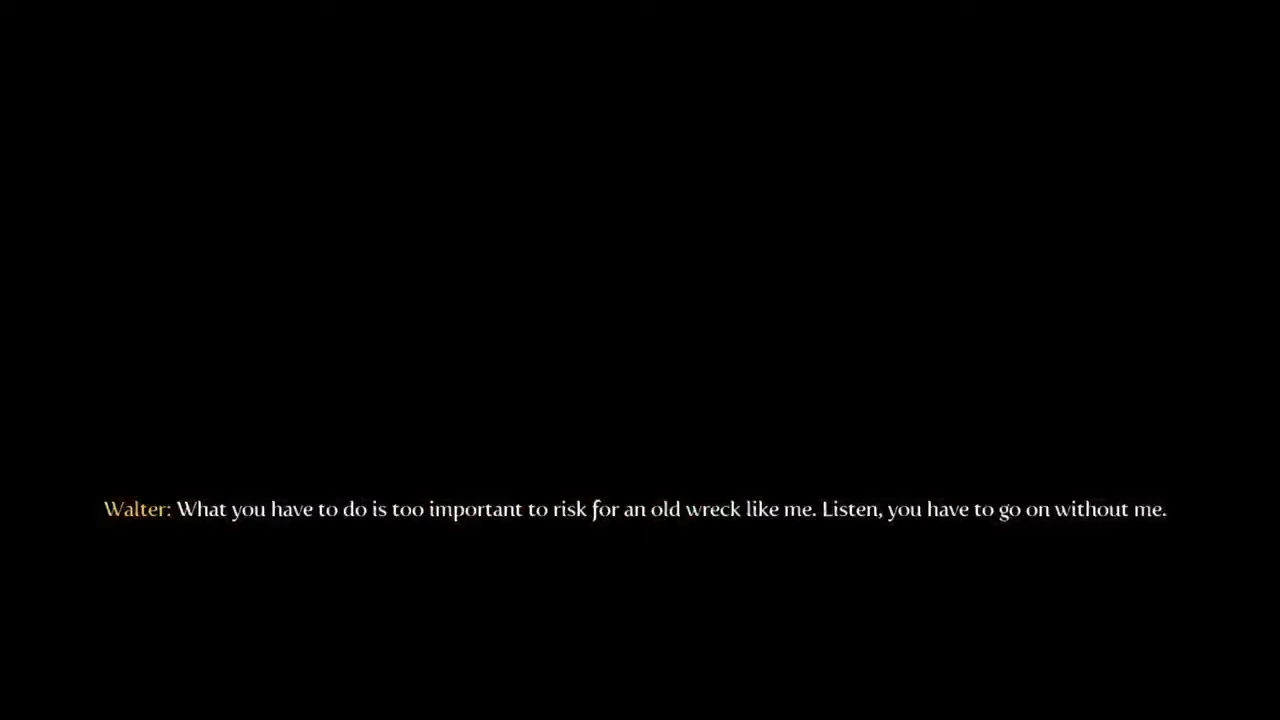 Walter: What you have to do is too important to risk for an old wreck like me. Listen, you have to go on without me.